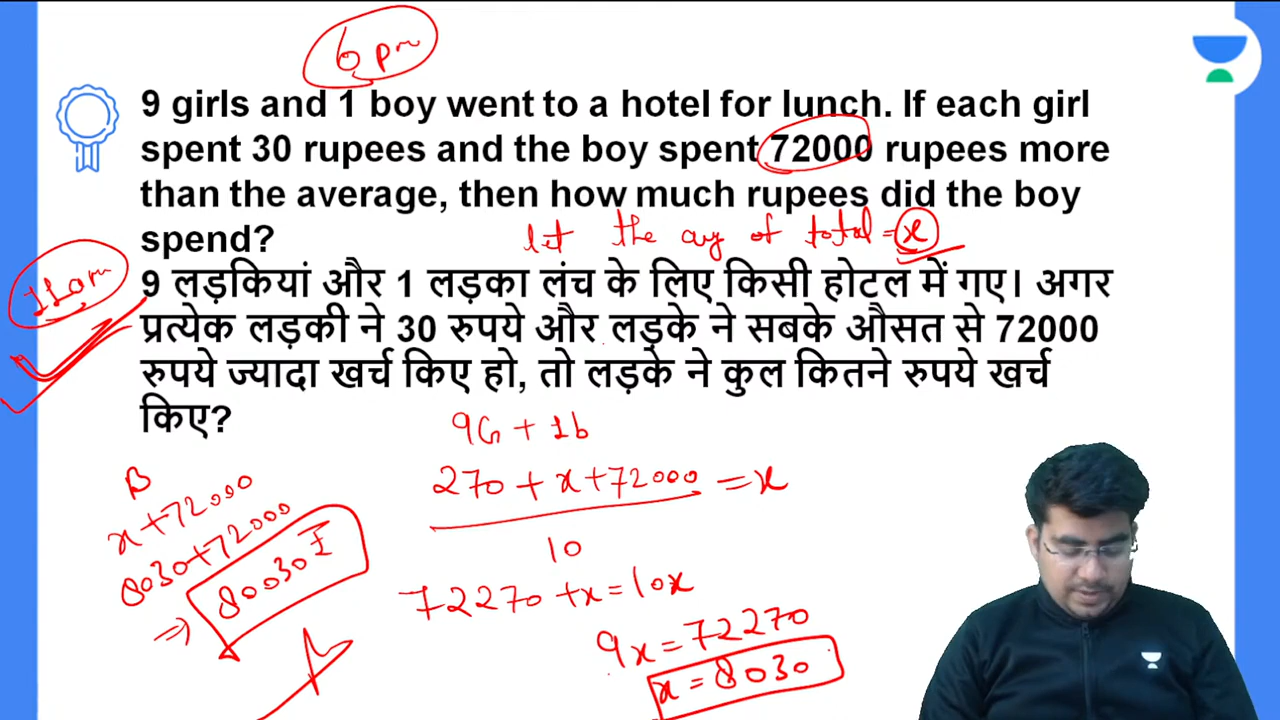 6 pm
9 girls and 1 boy went to a hotel for lunch. If each girl
spent 30 rupees and the boy spent 72000 rupees more
than the average, then how much rupees did the boy
spend?
let the avg of total = x
11am
9 लड़कियां और 1 लड़का लंच के लिए किसी होटल में गए। अगर
प्रत्येक लड़की ने 30 रुपये और लड़के ने सबके औसत से 72000
रुपये ज्यादा खर्च किए हो, तो लड़के ने कुल कितने रुपये खर्च
किए?
9G + 1b
270 + x + 72000 = x
10
72270 + x = 10x
9x = 72270
x = 8030
B
x + 72000
8030 + 72000
⇒ 80030 ₹